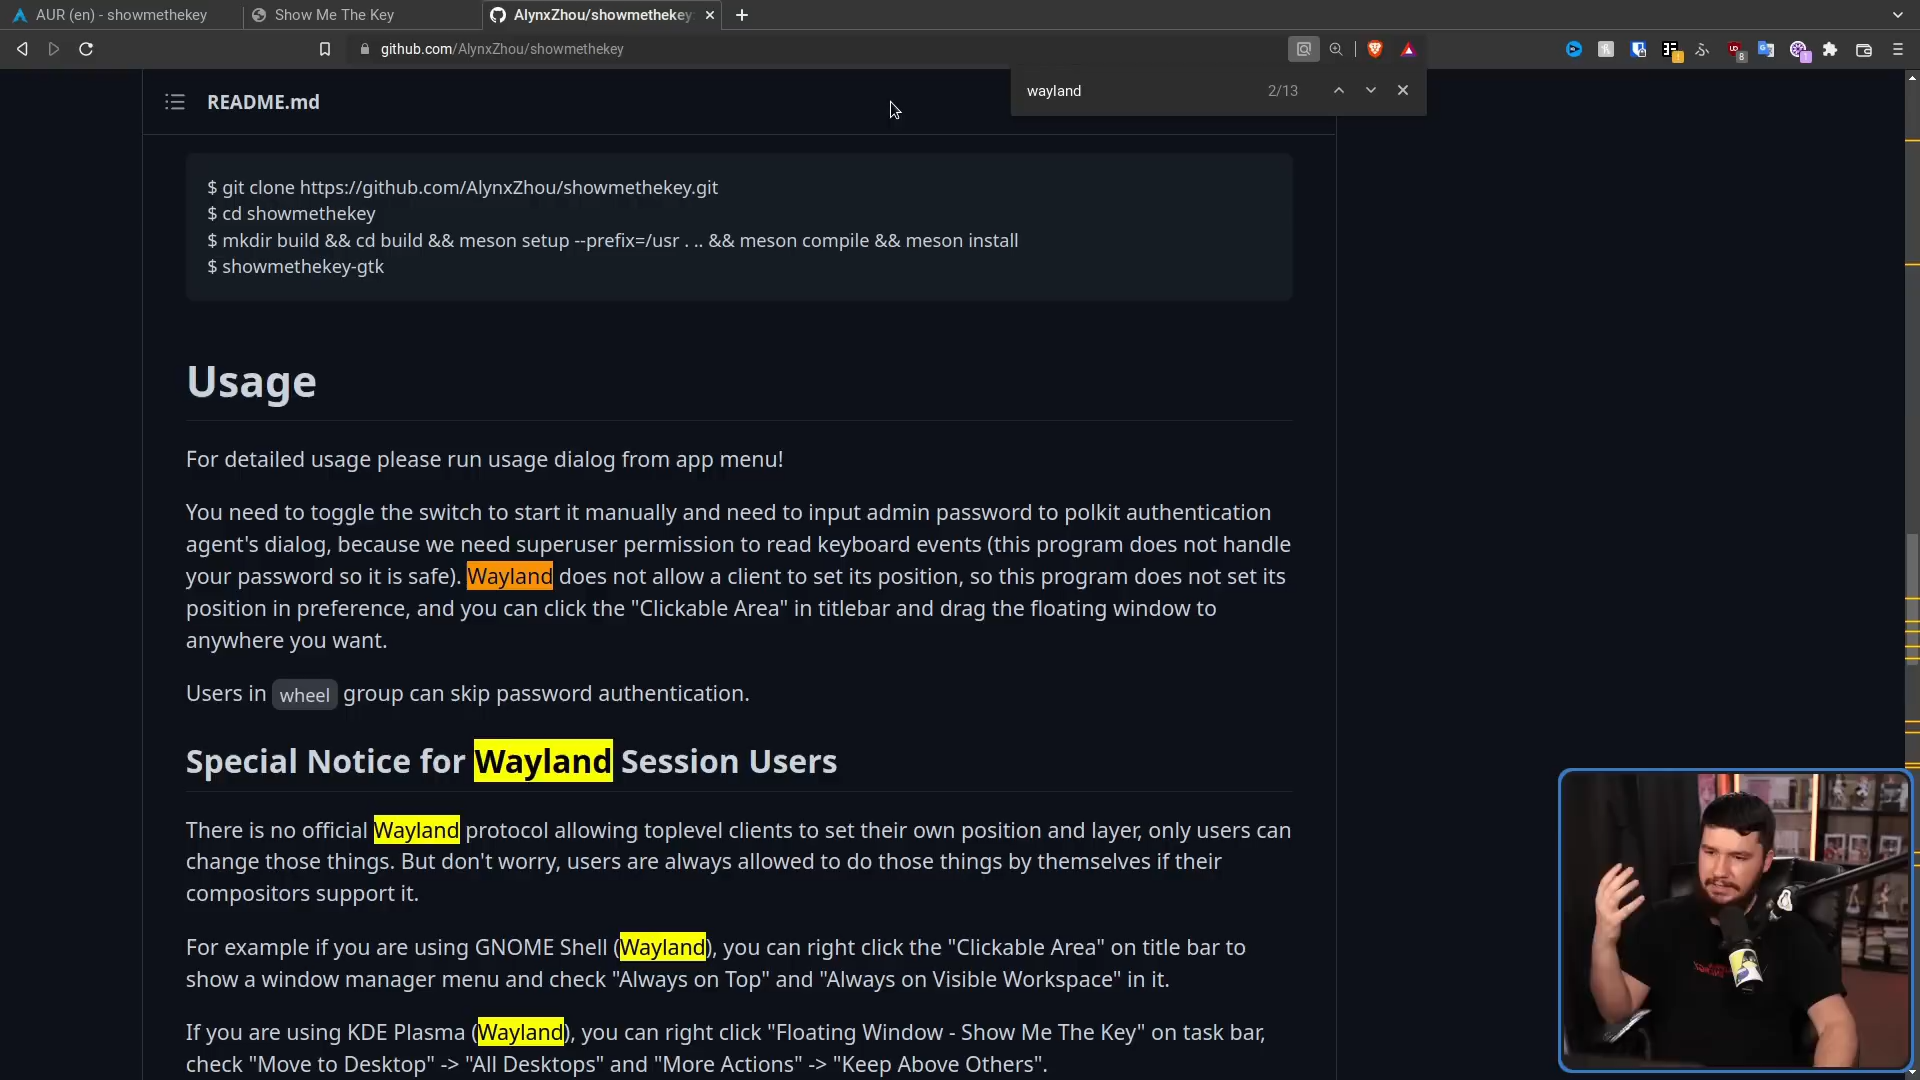 AUR (en) - showmethekey
Show Me The Key
AlynxZhou/showmethekey
github.com/AlynxZhou/showmethekey
wayland
2/13
README.md
$ git clone https://github.com/AlynxZhou/showmethekey.git
$ cd showmethekey
$ mkdir build && cd build && meson setup --prefix=/usr . .. && meson compile && meson install
$ showmethekey-gtk
Usage
For detailed usage please run usage dialog from app menu!
You need to toggle the switch to start it manually and need to input admin password to polkit authentication
agent's dialog, because we need superuser permission to read keyboard events (this program does not handle
your password so it is safe). Wayland does not allow a client to set its position, so this program does not set its
position in preference, and you can click the "Clickable Area" in titlebar and drag the floating window to
anywhere you want.
Users in wheel group can skip password authentication.
Special Notice for Wayland Session Users
There is no official Wayland protocol allowing toplevel clients to set their own position and layer, only users can
change those things. But don't worry, users are always allowed to do those things by themselves if their
compositors support it.
For example if you are using GNOME Shell (Wayland), you can right click the "Clickable Area" on title bar to
show a window manager menu and check "Always on Top" and "Always on Visible Workspace" in it.
If you are using KDE Plasma (Wayland), you can right click "Floating Window - Show Me The Key" on task bar,
check "Move to Desktop" -> "All Desktops" and "More Actions" -> "Keep Above Others".